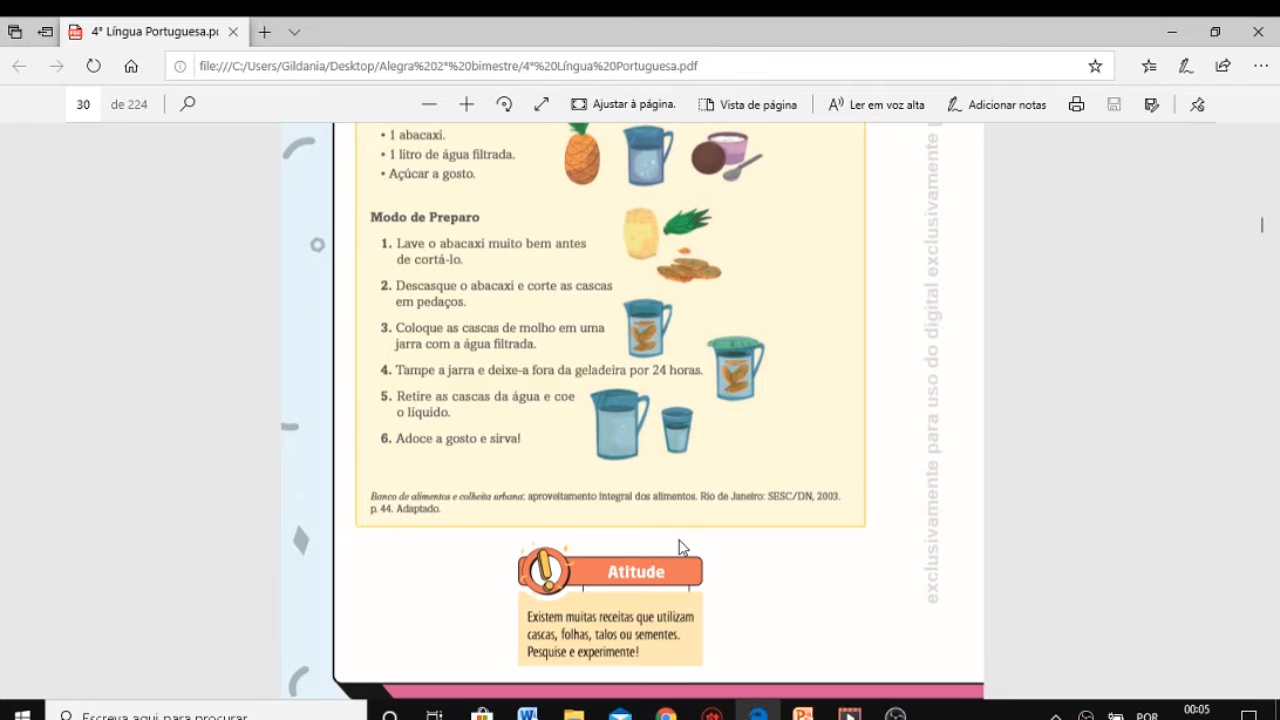 4º Língua Portuguesa.pc
file:///C:/Users/Gildania/Desktop/Alegra%202°%20bimestre/4°%20Língua%20Portuguesa.pdf
30 de 224
Ajustar à página.
Vista de página
Ler em voz alta
Adicionar notas
• 1 abacaxi.
• 1 litro de água filtrada.
• Açúcar a gosto.
Modo de Preparo
1. Lave o abacaxi muito bem antes
de cortá-lo.
2. Descasque o abacaxi e corte as cascas
em pedaços.
3. Coloque as cascas de molho em uma
jarra com a água filtrada.
4. Tampe a jarra e deixe-a fora da geladeira por 24 horas.
5. Retire as cascas da água e coe
o líquido.
6. Adoce a gosto e sirva!
Banco de alimentos e colheita urbana: aproveitamento integral dos alimentos. Rio de Janeiro: SESC/DN, 2003.
p. 44. Adaptado.
Atitude
Existem muitas receitas que utilizam
cascas, folhas, talos ou sementes.
Pesquise e experimente!
exclusivamente para uso do digital exclusivamente
Escreva aqui para procurar
POR
00:05